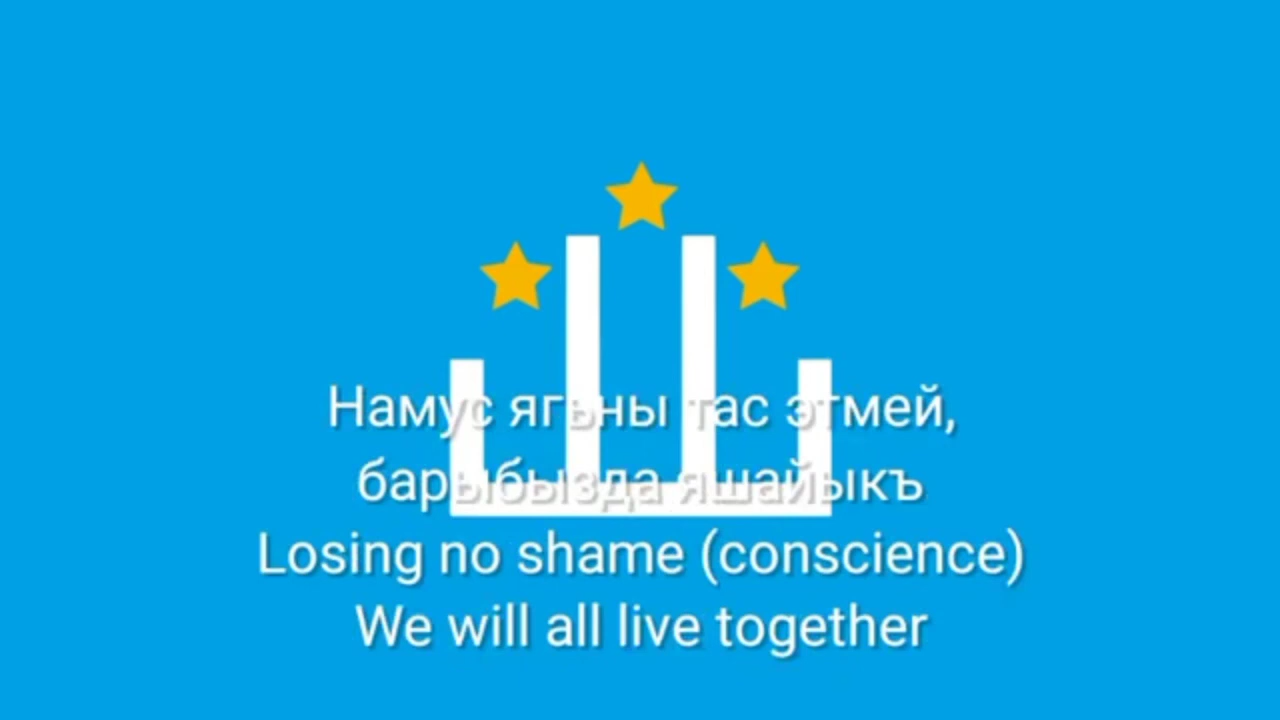 Намус ягъны тас этмей,
барыбызда яшайыкъ
Losing no shame (conscience)
We will all live together